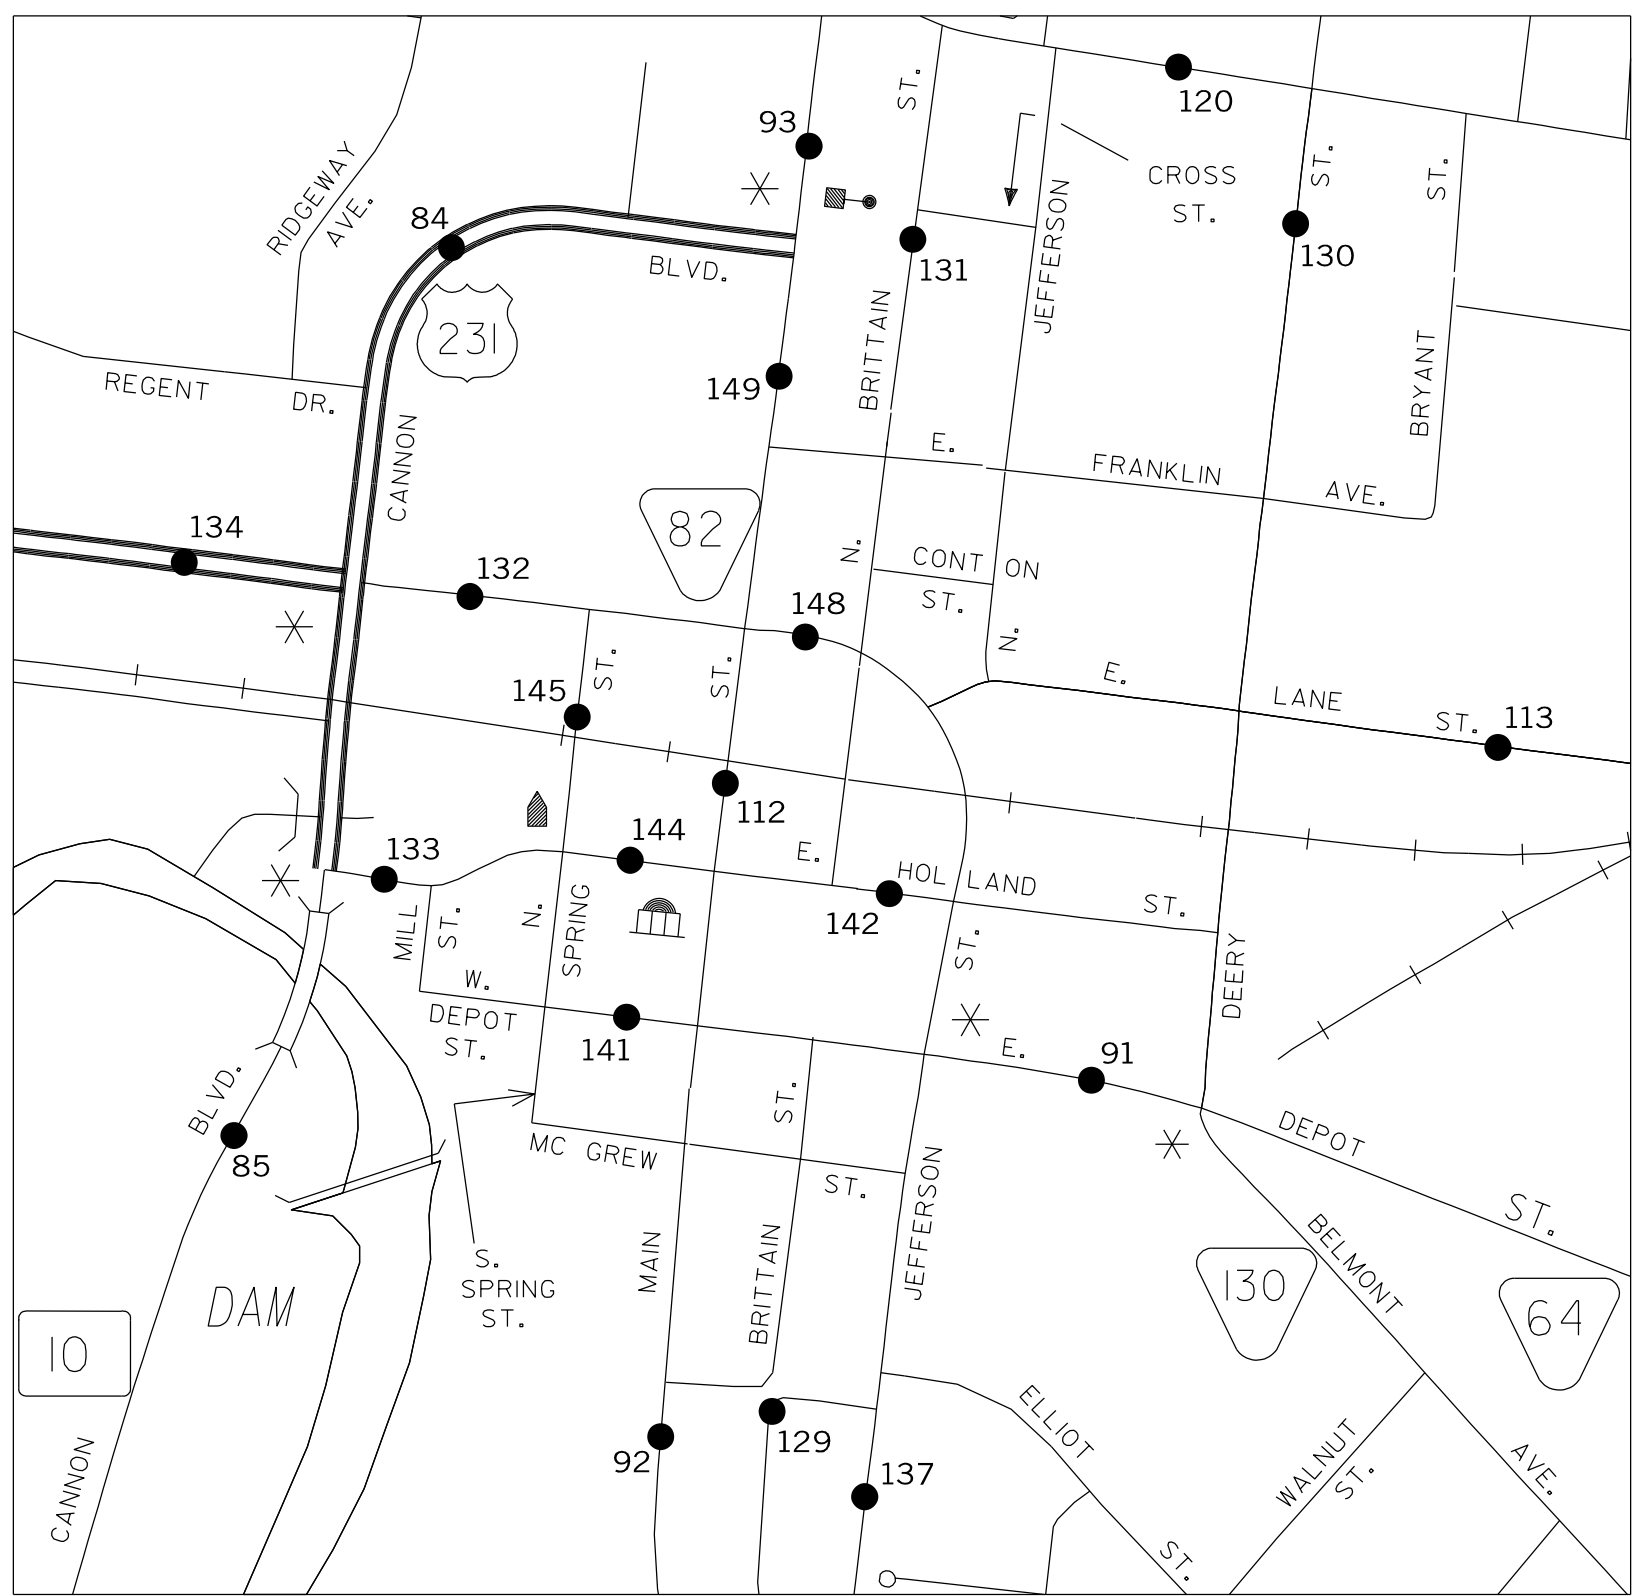 120
ST.
93
CROSS
ST.
ST.
ST.
RIDGEWAY
AVE.
84
131
130
BLVD.
JEFFERSON
231
149
BRITTAIN
BRYANT
REGENT
DR.
CANNON
E.
FRANKLIN
AVE.
82
134
132
N.
CONT ON
ST.
148
N.
145
ST.
ST.
E.
LANE
ST.
113
112
144
E.
133
HOL LAND
ST.
142
MILL
ST.
N.
SPRING
ST.
DEERY
W.
DEPOT
ST.
141
E.
91
BLVD.
ST.
85
MC GREW
ST.
DEPOT
ST.
JEFFERSON
MAIN
BRITTAIN
S.
SPRING
ST.
DAM
10
BELMONT
130
64
ELLIOT
WALNUT
ST.
AVE.
129
92
137
CANNON
ST.